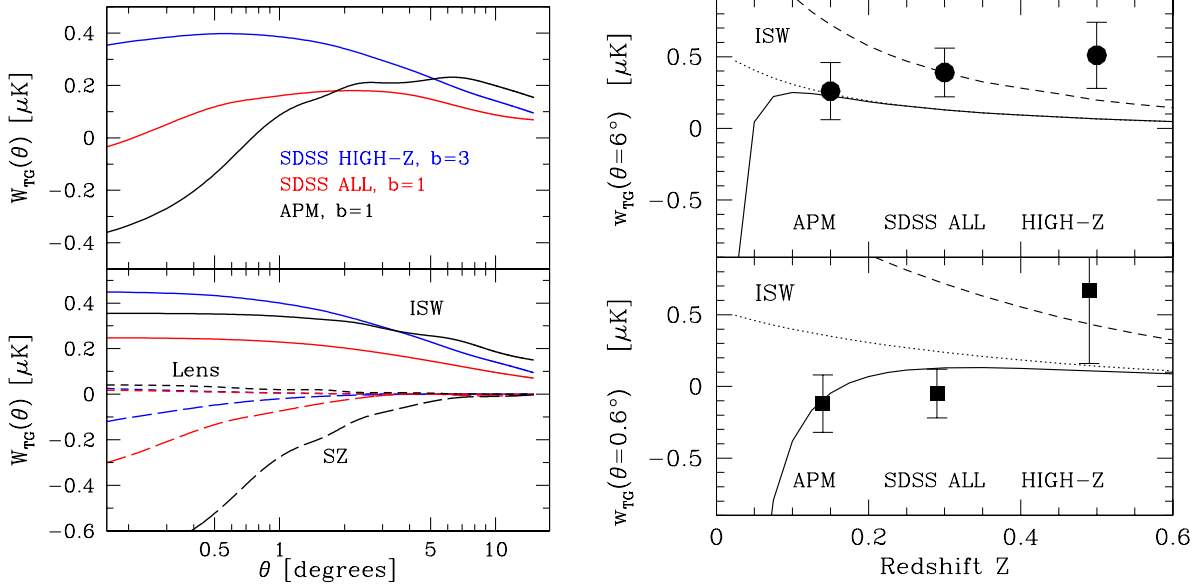 0.4
0.2
0
−0.2
−0.4
W_TG(θ) [μK]
SDSS HIGH−Z, b=3
SDSS ALL, b=1
APM, b=1
0.4
0.2
0
−0.2
−0.4
−0.6
W_TG(θ) [μK]
ISW
Lens
SZ
0.5
1
5
10
θ [degrees]
0.5
0
−0.5
w_TG(θ=6°) [μK]
ISW
APM
SDSS ALL
HIGH−Z
0.5
0
−0.5
w_TG(θ=0.6°) [μK]
ISW
APM
SDSS ALL
HIGH−Z
0
0.2
0.4
0.6
Redshift Z